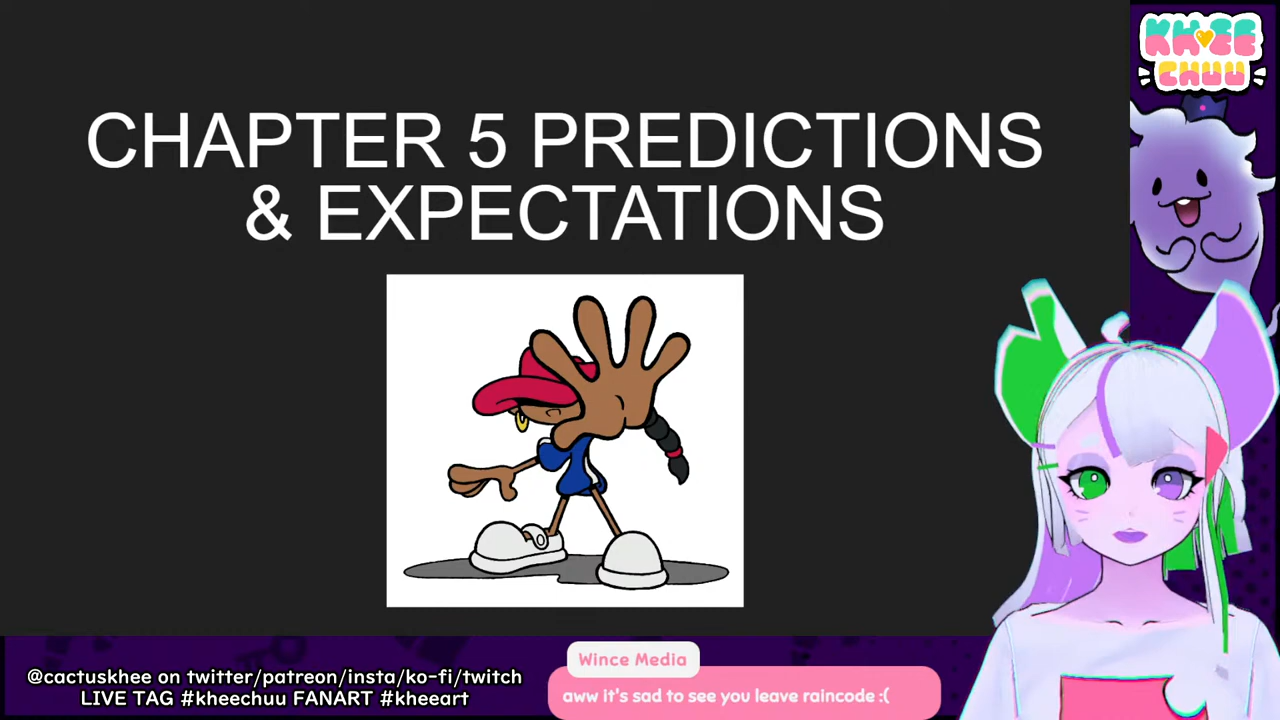 CHAPTER 5 PREDICTIONS
& EXPECTATIONS
KHEE
CHUU
@cactuskhee on twitter/patreon/insta/ko-fi/twitch
LIVE TAG #kheechuu FANART #kheeart
Wince Media
aww it's sad to see you leave raincode :(